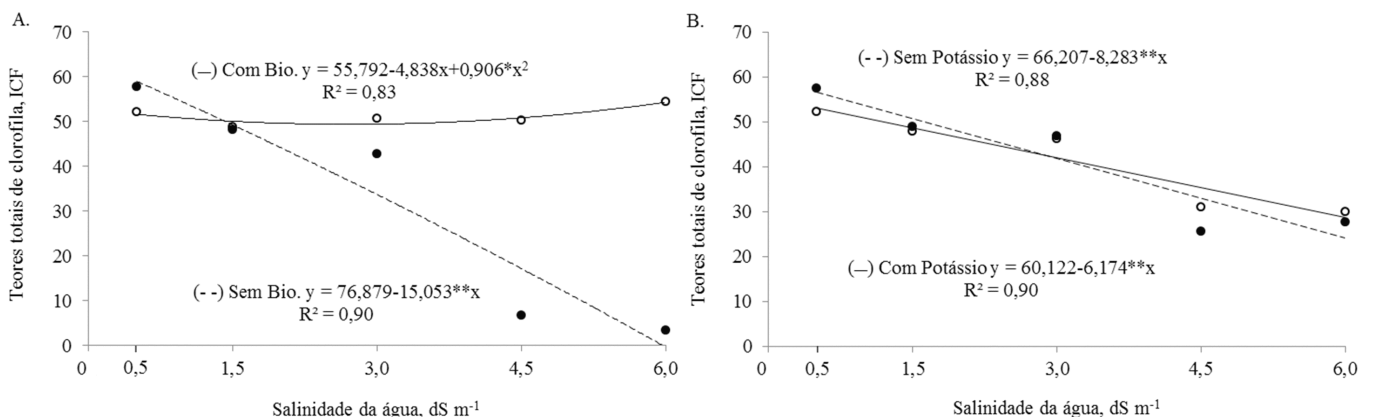 A.
Teores totais de clorofila, ICF
70
60
50
40
30
20
10
0
(—) Com Bio. y = 55,792-4,838x+0,906*x²
R² = 0,83
(- -) Sem Bio. y = 76,879-15,053**x
R² = 0,90
0 0,5 1,5 3,0 4,5 6,0
Salinidade da água, dS m⁻¹
B.
Teores totais de clorofila, ICF
70
60
50
40
30
20
10
0
(- -) Sem Potássio y = 66,207-8,283**x
R² = 0,88
(—) Com Potássio y = 60,122-6,174**x
R² = 0,90
0 0,5 1,5 3,0 4,5 6,0
Salinidade da água, dS m⁻¹